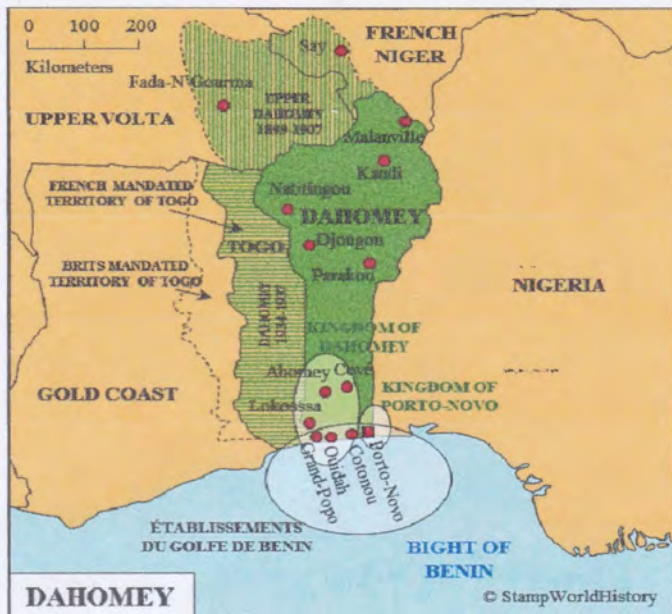 0 100 200
Kilometers
Say
FRENCH
NIGER
Fada-N'Gourma
UPPER
DAHOMEY
1899-1907
UPPER VOLTA
Malanville
Kandi
FRENCH MANDATED
TERRITORY OF TOGO
Natitingou
DAHOMEY
TOGO
Djougou
BRITS MANDATED
TERRITORY OF TOGO
Parakou
NIGERIA
DAHOMEY
KINGDOM OF
DAHOMEY
Abomey Cové
GOLD COAST
KINGDOM OF
PORTO-NOVO
Lokosssa
Grand-Popo
Ouidah
Cotonou
Porto-Novo
ÉTABLISSEMENTS
DU GOLFE DE BENIN
BIGHT OF
BENIN
DAHOMEY
© StampWorldHistory